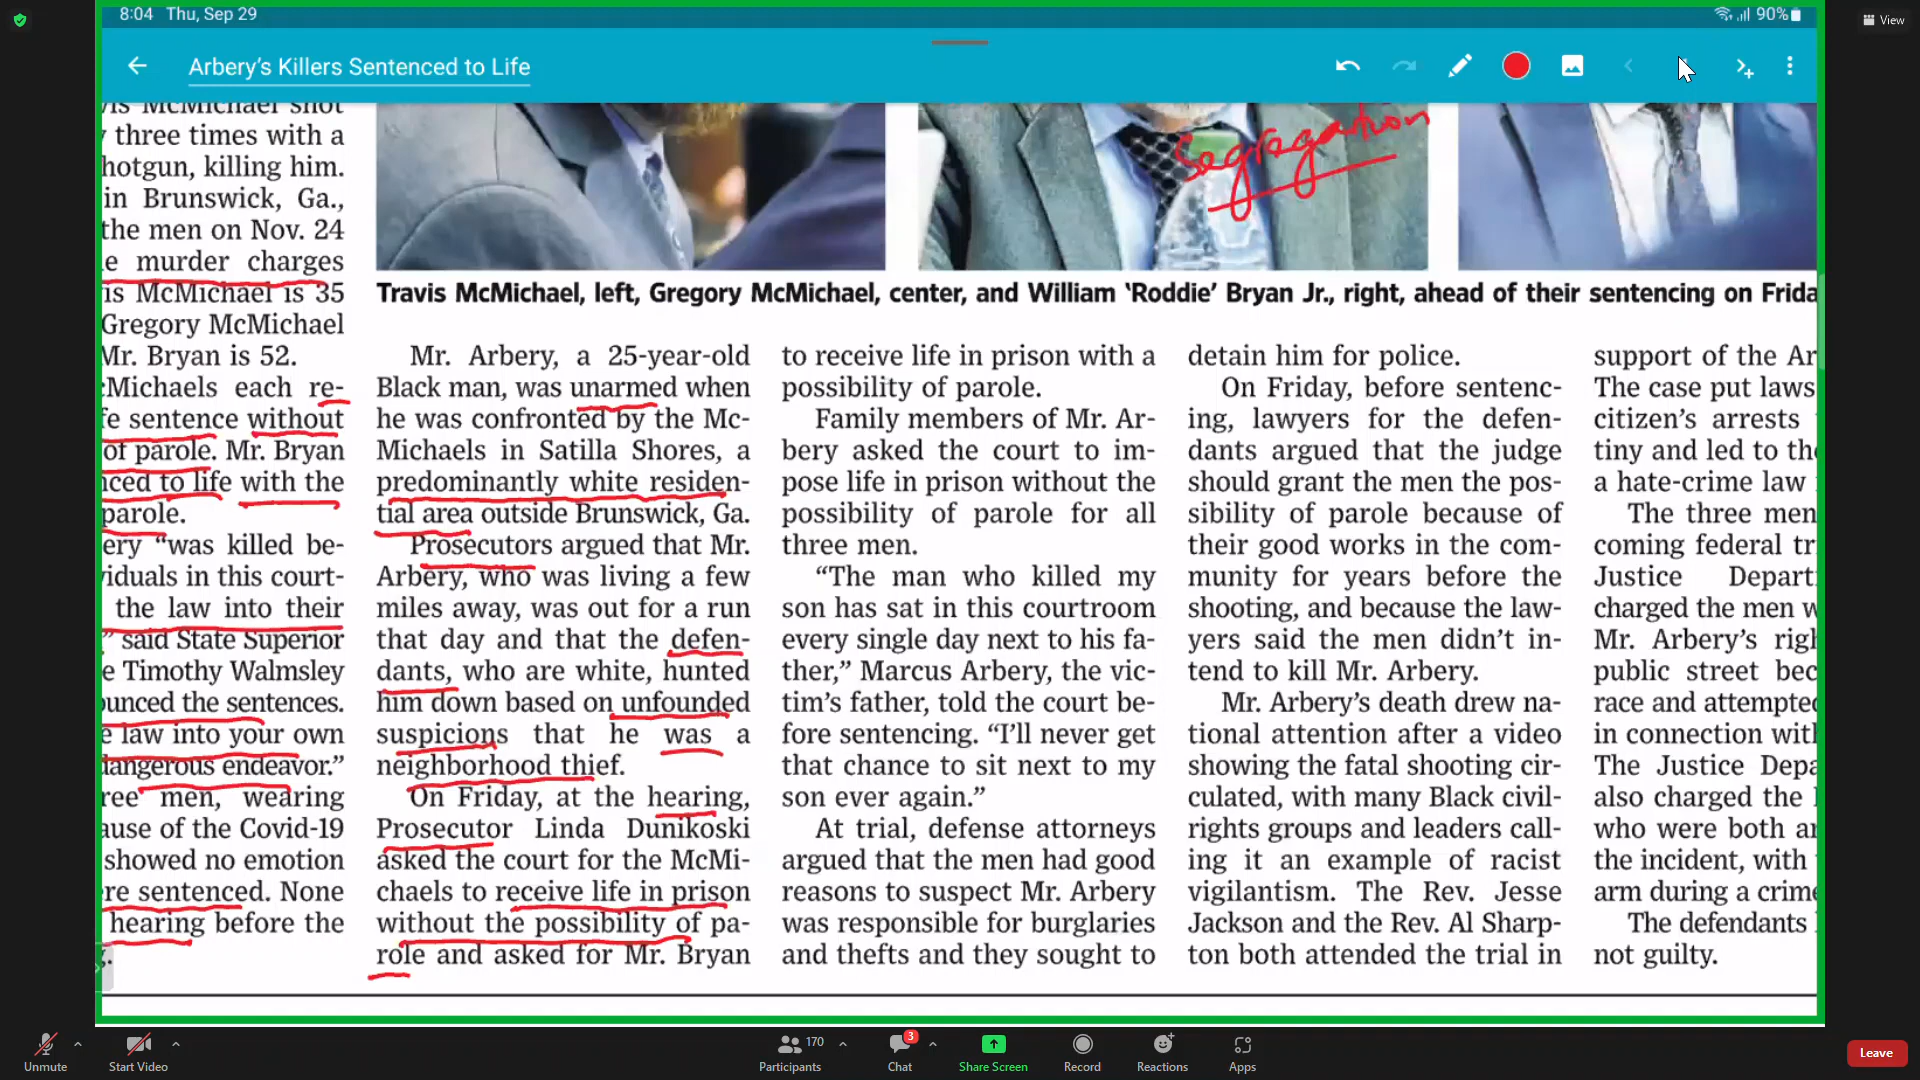 8:04 Thu, Sep 29
90%
View
Arbery's Killers Sentenced to Life
Segregation
McMichael shot
three times with a
hotgun, killing him.
in Brunswick, Ga.,
the men on Nov. 24
e murder charges
is McMichael is 35
Gregory McMichael
Mr. Bryan is 52.
cMichaels each re-
fe sentence without
of parole. Mr. Bryan
nced to life with the
parole.
ery “was killed be-
viduals in this court-
the law into their
” said State Superior
e Timothy Walmsley
ounced the sentences.
e law into your own
dangerous endeavor.”
ree men, wearing
ause of the Covid-19
showed no emotion
re sentenced. None
hearing before the
g.
Travis McMichael, left, Gregory McMichael, center, and William ‘Roddie’ Bryan Jr., right, ahead of their sentencing on Frida
Mr. Arbery, a 25-year-old
Black man, was unarmed when
he was confronted by the Mc-
Michaels in Satilla Shores, a
predominantly white residen-
tial area outside Brunswick, Ga.
Prosecutors argued that Mr.
Arbery, who was living a few
miles away, was out for a run
that day and that the defen-
dants, who are white, hunted
him down based on unfounded
suspicions that he was a
neighborhood thief.
On Friday, at the hearing,
Prosecutor Linda Dunikoski
asked the court for the McMi-
chaels to receive life in prison
without the possibility of pa-
role and asked for Mr. Bryan
to receive life in prison with a
possibility of parole.
Family members of Mr. Ar-
bery asked the court to im-
pose life in prison without the
possibility of parole for all
three men.
“The man who killed my
son has sat in this courtroom
every single day next to his fa-
ther,” Marcus Arbery, the vic-
tim’s father, told the court be-
fore sentencing. “I’ll never get
that chance to sit next to my
son ever again.”
At trial, defense attorneys
argued that the men had good
reasons to suspect Mr. Arbery
was responsible for burglaries
and thefts and they sought to
detain him for police.
On Friday, before sentenc-
ing, lawyers for the defen-
dants argued that the judge
should grant the men the pos-
sibility of parole because of
their good works in the com-
munity for years before the
shooting, and because the law-
yers said the men didn’t in-
tend to kill Mr. Arbery.
Mr. Arbery’s death drew na-
tional attention after a video
showing the fatal shooting cir-
culated, with many Black civil-
rights groups and leaders call-
ing it an example of racist
vigilantism. The Rev. Jesse
Jackson and the Rev. Al Sharp-
ton both attended the trial in
support of the Ar
The case put laws
citizen’s arrests
tiny and led to the
a hate-crime law
The three men
coming federal tr
Justice Depart
charged the men w
Mr. Arbery’s righ
public street bec
race and attempted
in connection with
The Justice Depa
also charged the
who were both ar
the incident, with
arm during a crime
The defendants
not guilty.
Unmute
Start Video
Participants 170
Chat 3
Share Screen
Record
Reactions
Apps
Leave